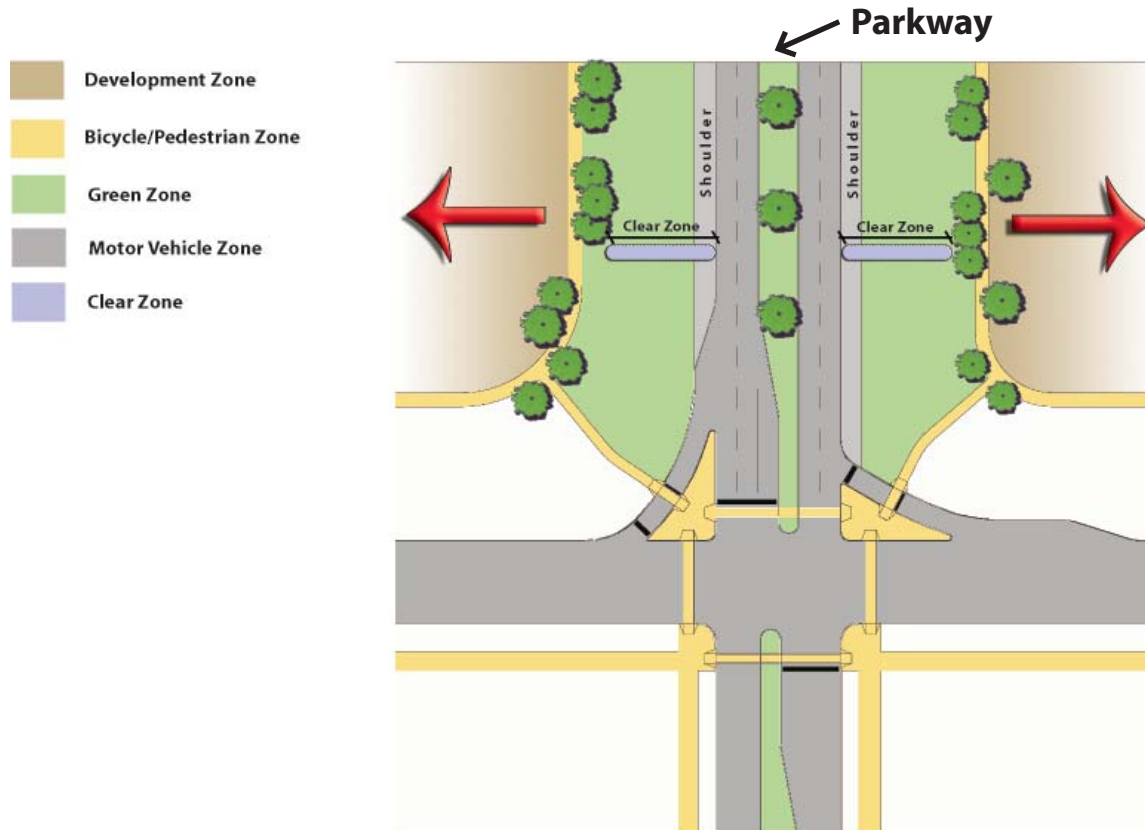 Parkway
Development Zone
Bicycle/Pedestrian Zone
Green Zone
Motor Vehicle Zone
Clear Zone
Shoulder
Shoulder
Clear Zone
Clear Zone